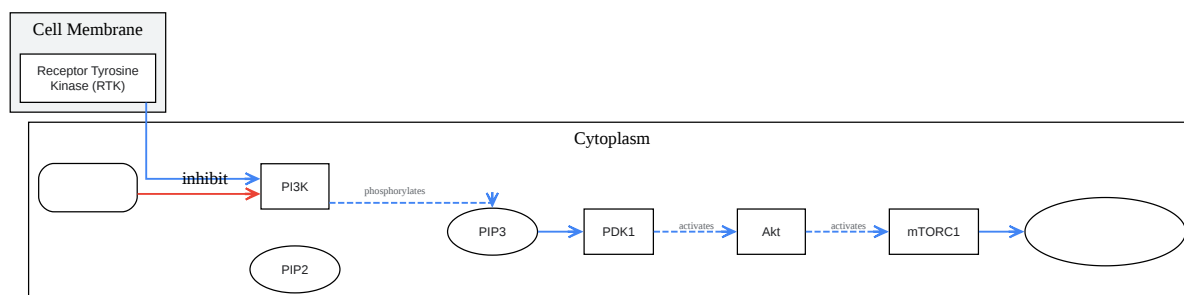 Cell Membrane
Receptor Tyrosine
Kinase (RTK)
Cytoplasm
inhibit
PI3K
phosphorylates
PIP3
PDK1
activates
Akt
activates
mTORC1
PIP2